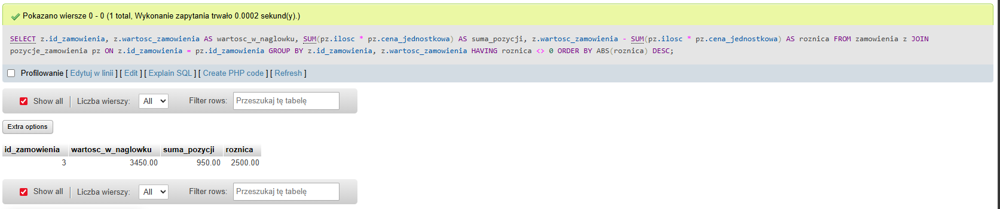 Pokazano wiersze 0 - 0 (1 total, Wykonanie zapytania trwało 0.0002 sekund(y).)
SELECT z.id_zamowienia, z.wartosc_zamowienia AS wartosc_w_naglowku, SUM(pz.ilosc * pz.cena_jednostkowa) AS suma_pozycji, z.wartosc_zamowienia - SUM(pz.ilosc * pz.cena_jednostkowa) AS roznica FROM zamowienia z JOIN
pozycje_zamowienia pz ON z.id_zamowienia = pz.id_zamowienia GROUP BY z.id_zamowienia, z.wartosc_zamowienia HAVING roznica <> 0 ORDER BY ABS(roznica) DESC;
Profilowanie [ Edytuj w linii ] [ Edit ] [ Explain SQL ] [ Create PHP code ] [ Refresh ]
Show all Liczba wierszy: All Filter rows: Przeszukaj tę tabelę
Extra options
id_zamowienia wartosc_w_naglowku suma_pozycji roznica
3 3450.00 950.00 2500.00
Show all Liczba wierszy: All Filter rows: Przeszukaj tę tabelę